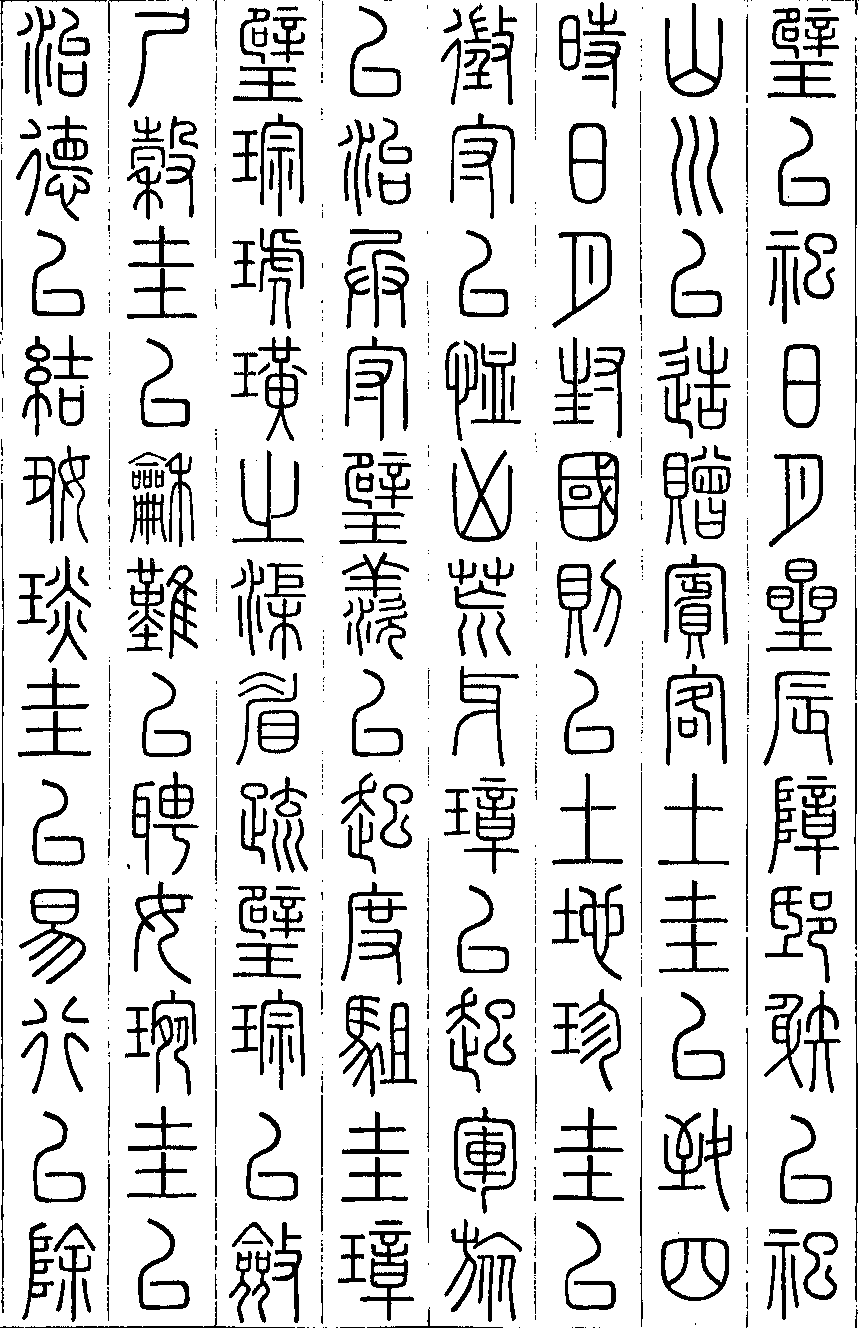 璧以祀日月星辰障邸射以祀
山川以造贈賓客土圭以致四
時日月封國則以土地珍圭以
徵守以恤凶荒牙璋以起軍旅
以治兵守璧羨以起度駔圭璋
璧琮琥璜之渠眉疏璧琮以斂
尸穀圭以龢難以聘女琬圭以
治德以結好琰圭以易行以除